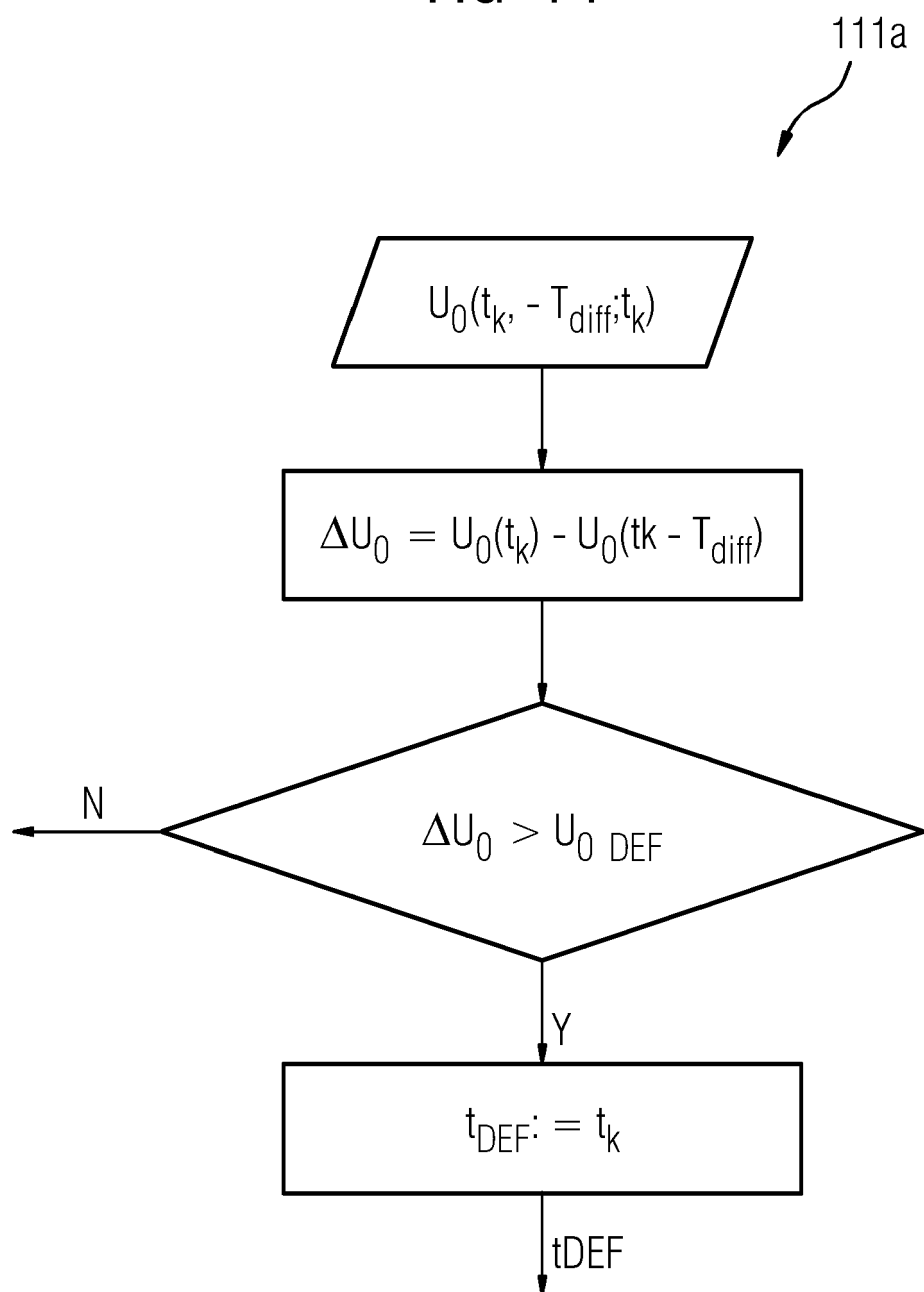 111a
U0(tk, - Tdiff;tk)
ΔU0 = U0(tk) - U0(tk - Tdiff)
N
ΔU0 > U0 DEF
Y
tDEF: = tk
tDEF